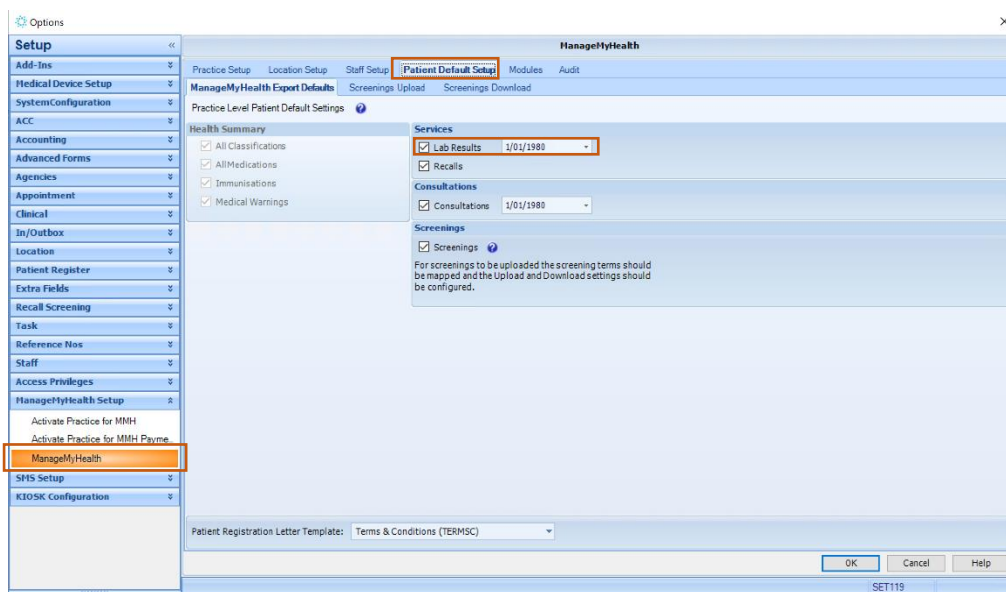 Options
Setup
ManageMyHealth
Add-Ins
Medical Device Setup
SystemConfiguration
ACC
Accounting
Advanced Forms
Agencies
Appointment
Clinical
In/Outbox
Location
Patient Register
Extra Fields
Recall Screening
Task
Reference Nos
Staff
Access Privileges
ManageMyHealth Setup
Activate Practice for MMH
Activate Practice for MMH Payme..
ManageMyHealth
SMS Setup
KIOSK Configuration
Practice Setup Location Setup Staff Setup Patient Default Setup Modules Audit
ManageMyHealth Export Defaults Screenings Upload Screenings Download
Practice Level Patient Default Settings
Health Summary
All Classifications
AllMedications
Immunisations
Medical Warnings
Services
Lab Results 1/01/1980
Recalls
Consultations
Consultations 1/01/1980
Screenings
Screenings
For screenings to be uploaded the screening terms should
be mapped and the Upload and Download settings should
be configured.
Patient Registration Letter Template: Terms & Conditions (TERMSC)
OK Cancel Help
SET119